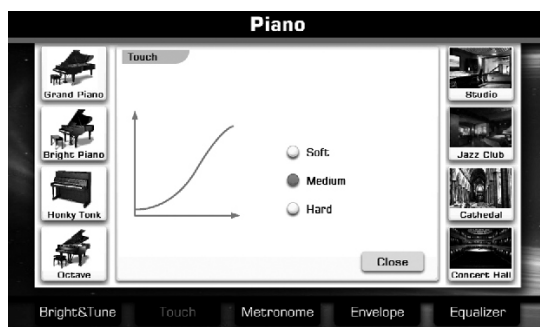 Piano
Grand Piano
Bright Piano
Honky Tonk
Octave
Touch
Soft
Medium
Hard
Close
Studio
Jazz Club
Cathedal
Concert Hall
Bright&Tune
Touch
Metronome
Envelope
Equalizer